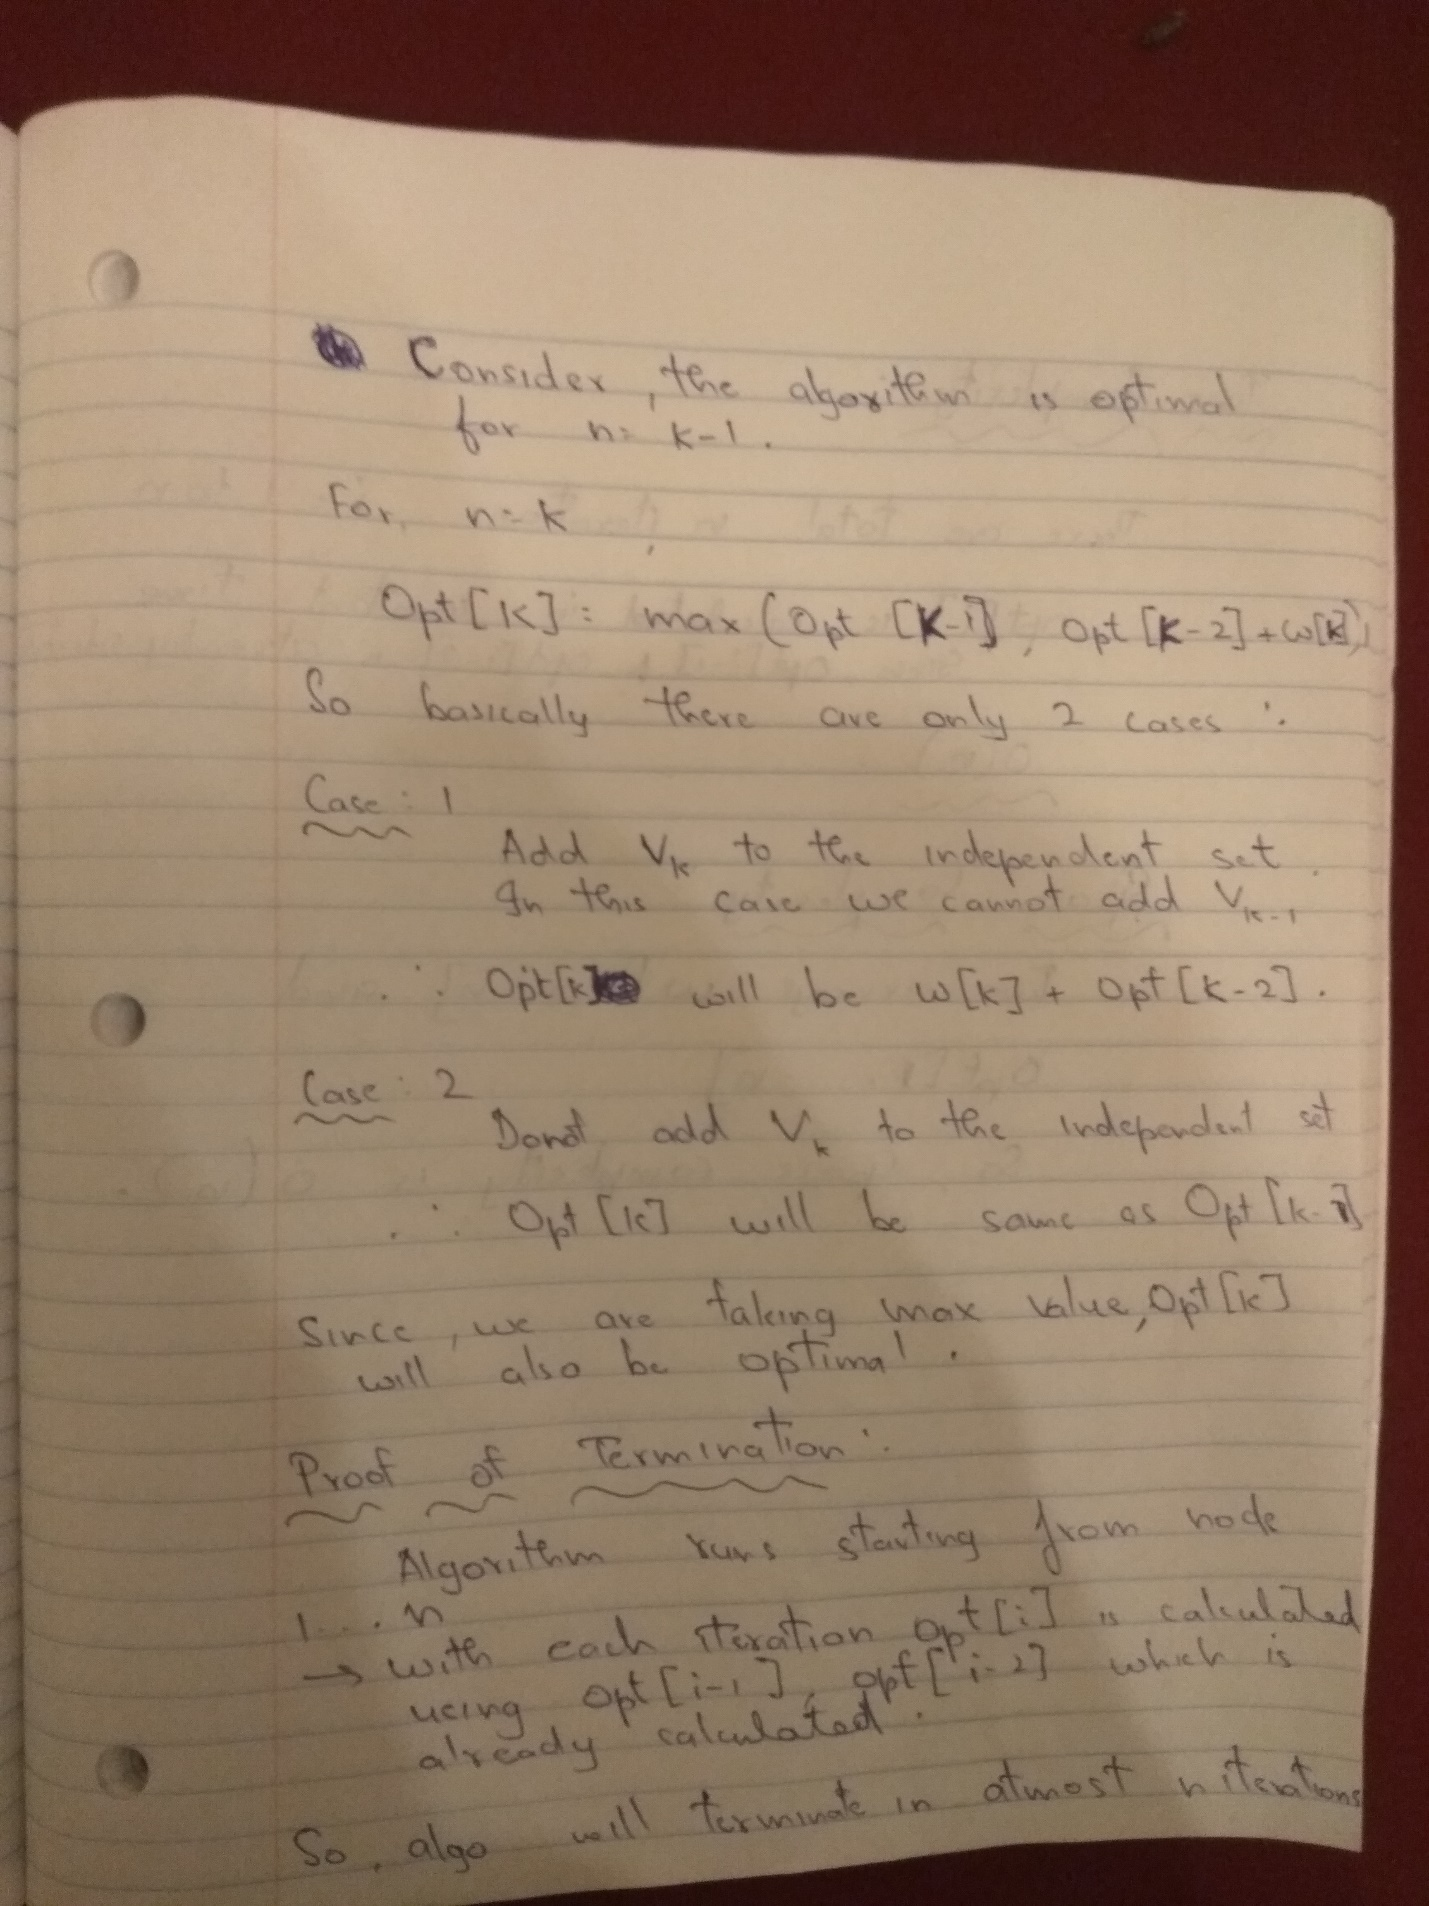 Consider, the algorithm is optimal
for n= k-1.
For, n=k,
Opt[k] = max(Opt [k-1], Opt [k-2]+w[k])
So basically there are only 2 cases :
Case : 1
Add Vk to the independent set.
In this case we cannot add Vk-1
∴ Opt[k] will be w[k] + Opt[k-2].
Case : 2
Donot add Vk to the independent set
∴ Opt [k] will be same as Opt [k-1]
Since, we are taking max value, Opt[k]
will also be optimal.
Proof of Termination :
Algorithm runs starting from node
1...n
→ with each iteration opt[i] is calculated
using opt[i-1], opt[i-2] which is
already calculated.
So, algo will terminate in atmost n iterations